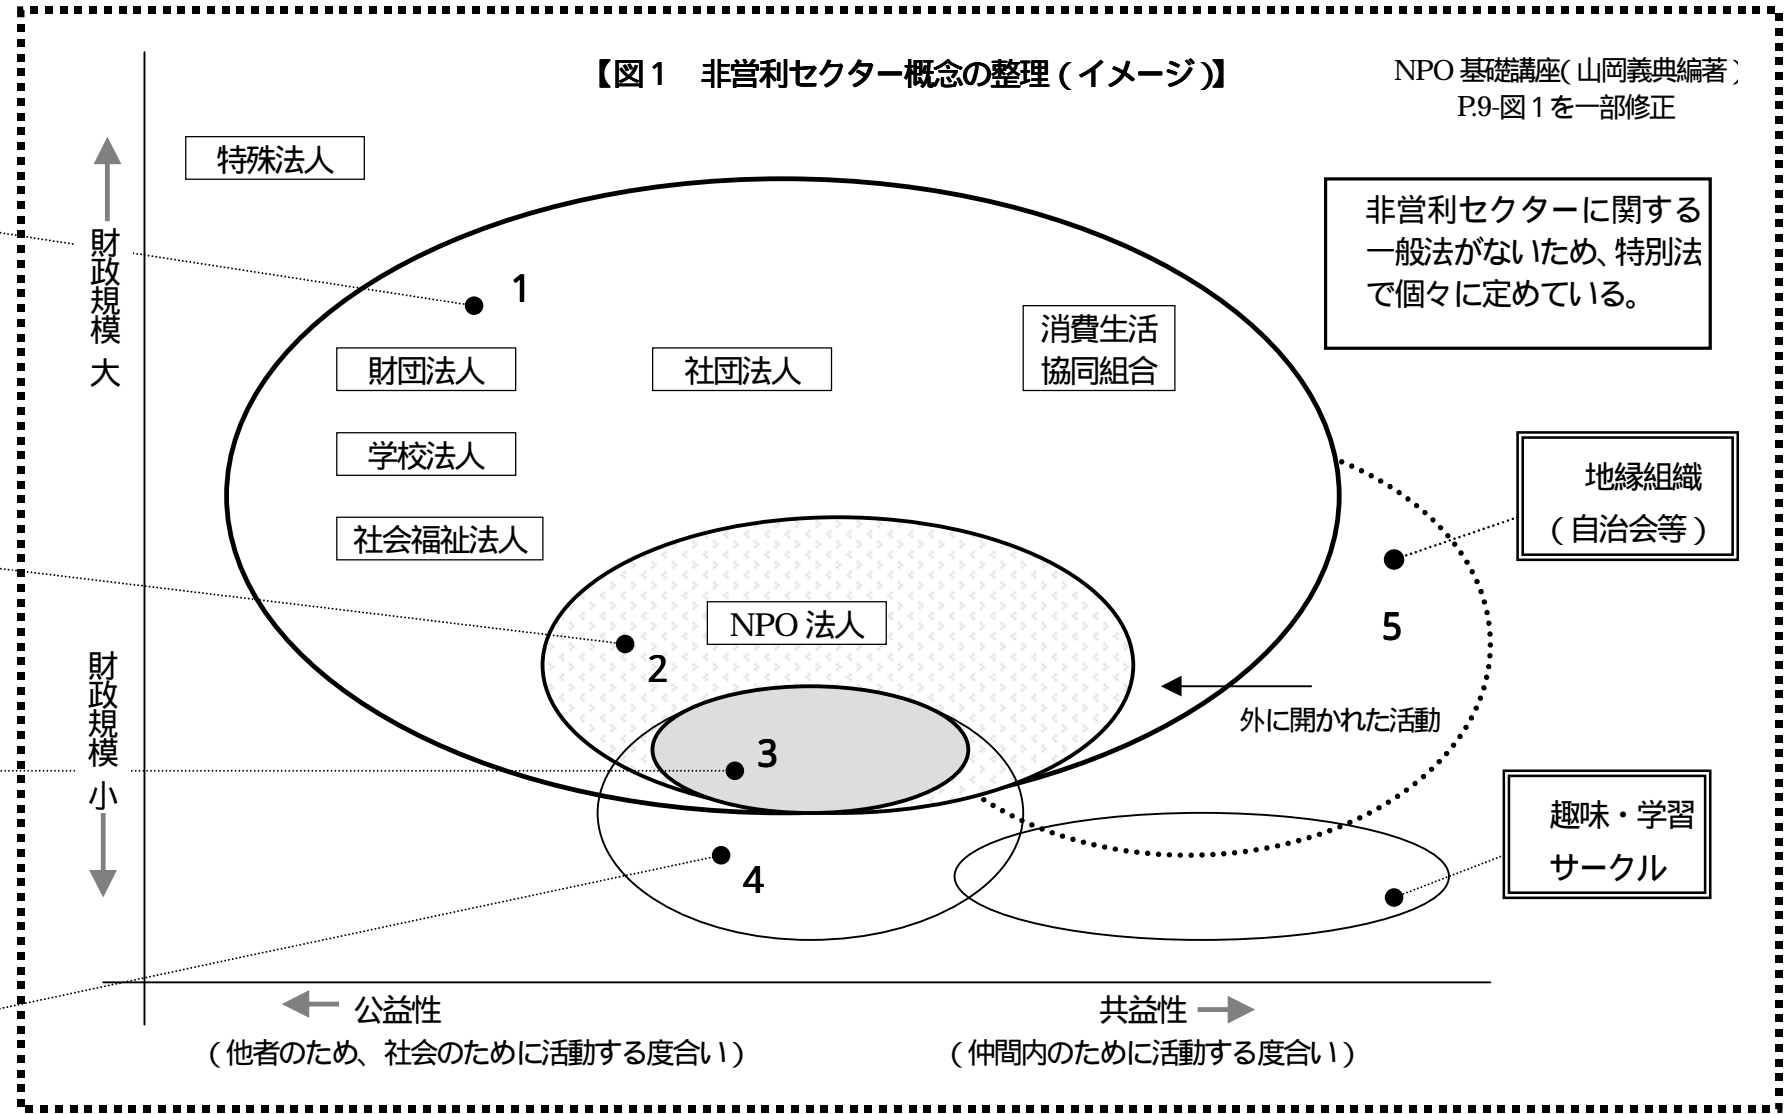 【図1　非営利セクター概念の整理(イメージ)】
NPO 基礎講座(山岡義典編著)
P.9-図1を一部修正
特殊法人
非営利セクターに関する
一般法がないため、特別法
で個々に定めている。
財政規模 大
1
消費生活
協同組合
財団法人
社団法人
学校法人
社会福祉法人
地縁組織
(自治会等)
NPO 法人
5
2
財政規模 小
外に開かれた活動
3
趣味・学習
サークル
4
公益性
(他者のため、社会のために活動する度合い)
共益性
(仲間内のために活動する度合い)